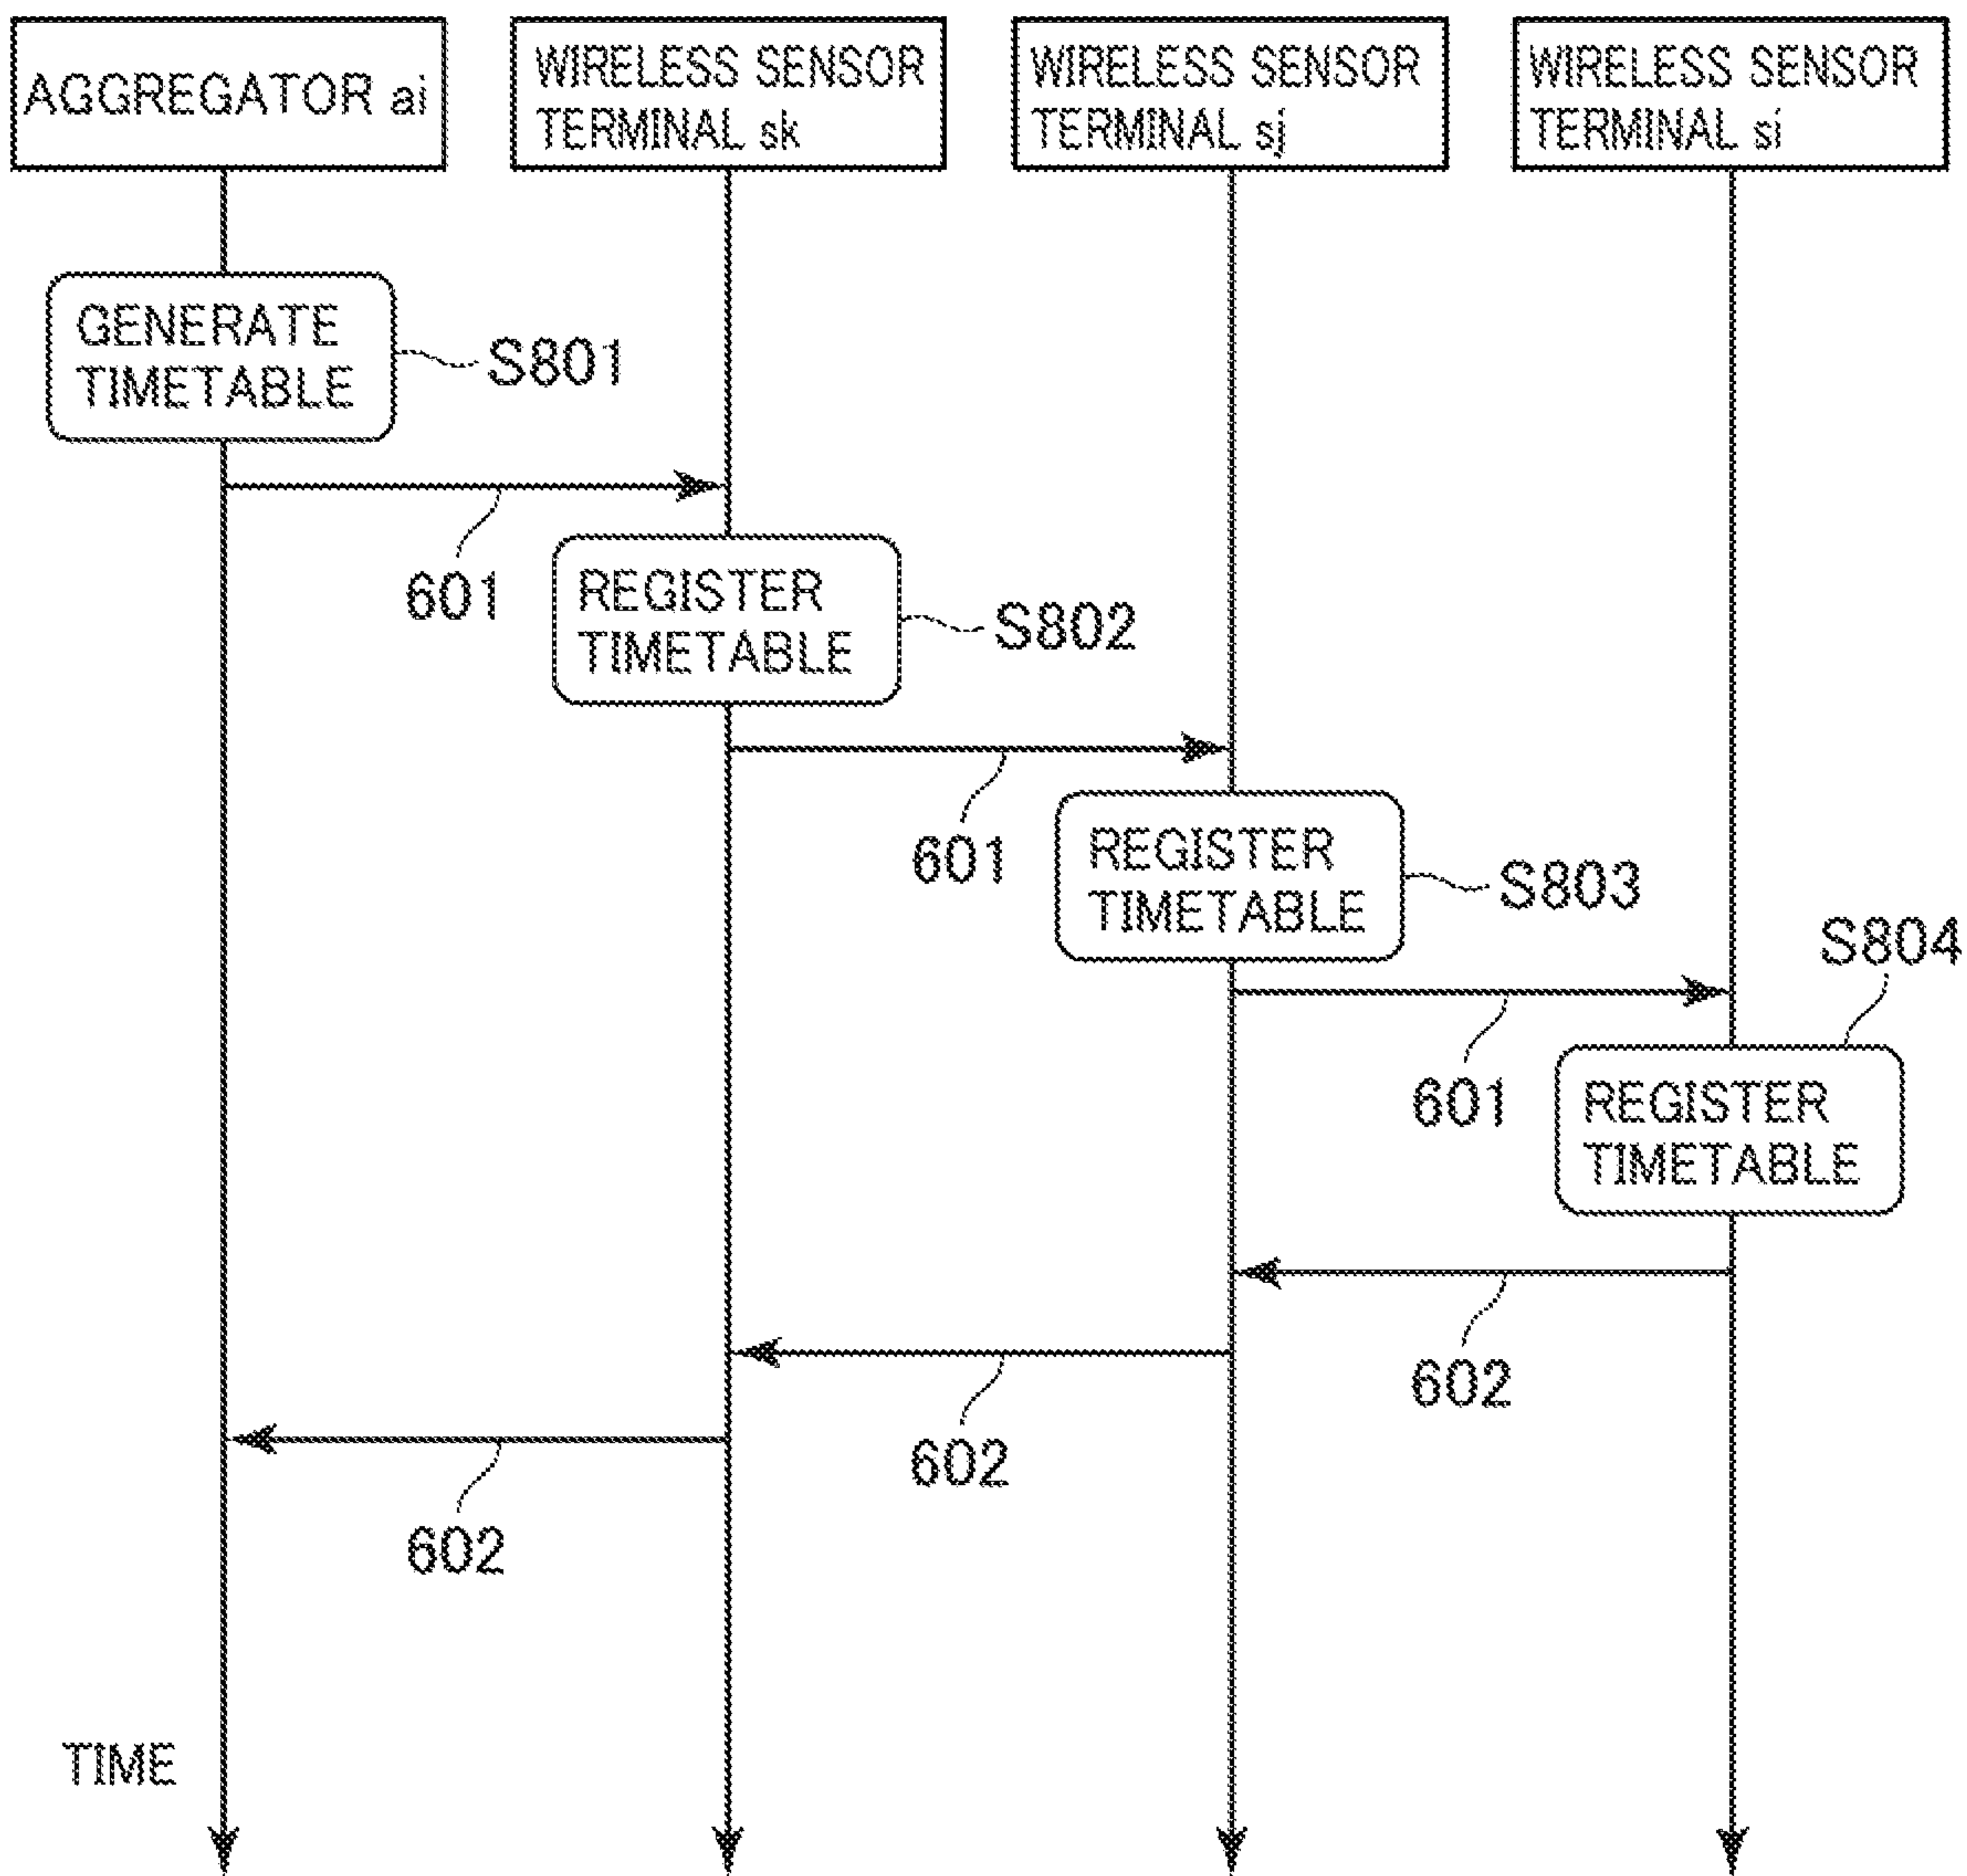 AGGREGATOR ai
WIRELESS SENSOR
TERMINAL sk
WIRELESS SENSOR
TERMINAL sj
WIRELESS SENSOR
TERMINAL si
GENERATE
TIMETABLE
S801
601
REGISTER
TIMETABLE
S802
601
REGISTER
TIMETABLE
S803
S804
601
REGISTER
TIMETABLE
602
602
602
TIME